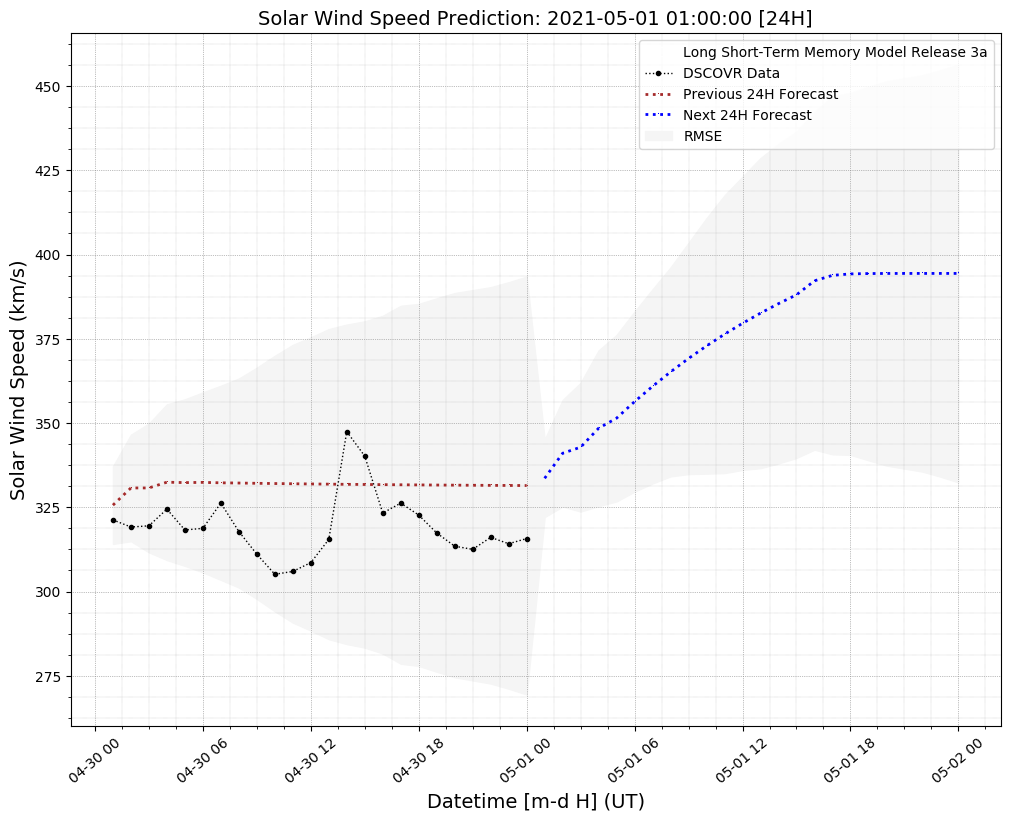 Solar Wind Speed Prediction: 2021-05-01 01:00:00 [24H]
Long Short-Term Memory Model Release 3a
DSCOVR Data
Previous 24H Forecast
Next 24H Forecast
RMSE
Solar Wind Speed (km/s)
450
425
400
375
350
325
300
275
04-30 00
04-30 06
04-30 12
04-30 18
05-01 00
05-01 06
05-01 12
05-01 18
05-02 00
Datetime [m-d H] (UT)